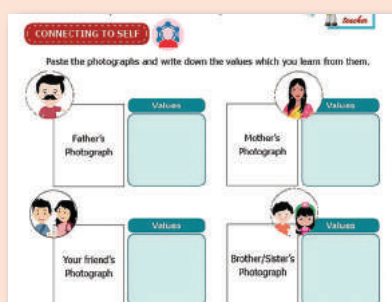 teacher
CONNECTING TO SELF
Paste the photographs and write down the values which you learn from them.
Values
Father's
Photograph
Values
Mother's
Photograph
Values
Your friend's
Photograph
Values
Brother/Sister's
Photograph